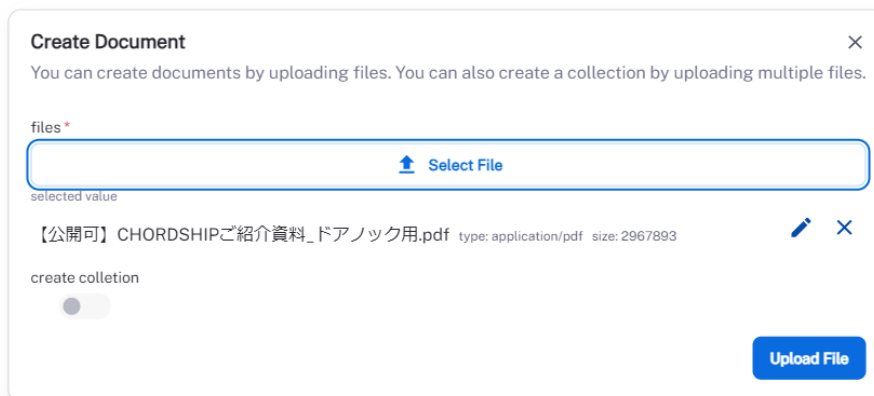 Create Document
You can create documents by uploading files. You can also create a collection by uploading multiple files.
files *
Select File
selected value
【公開可】CHORDSHIPご紹介資料_ドアノック用.pdf type: application/pdf size: 2967893
create colletion
Upload File